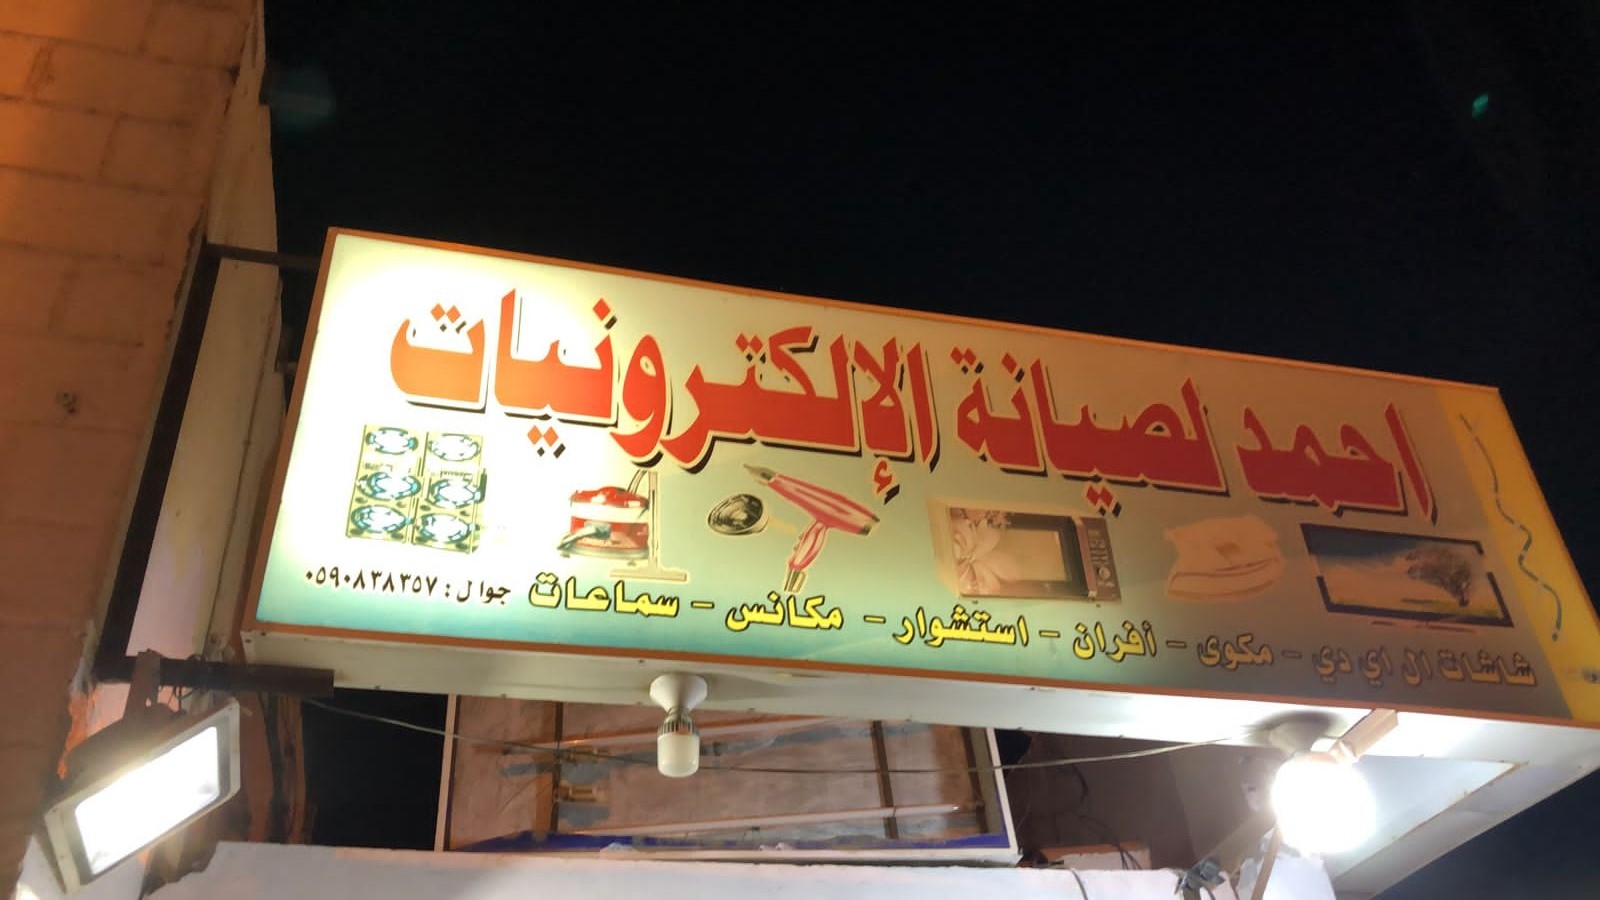 احمد لصيانة الإلكترونيات
شاشات ال اي دي - مكوى - أفران - استشوار - مكانس - سماعات
جوال: ٠٥٩٠٨٣٨٣٥٧